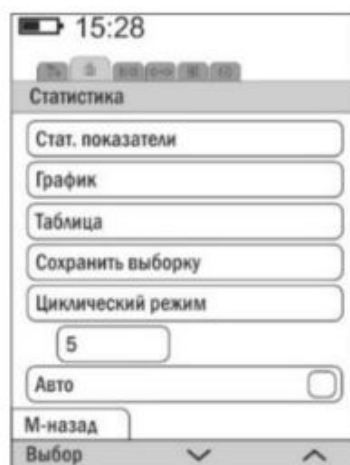 15:28
Статистика
Стат. показатели
График
Таблица
Сохранить выборку
Циклический режим
5
Авто
М-назад
Выбор